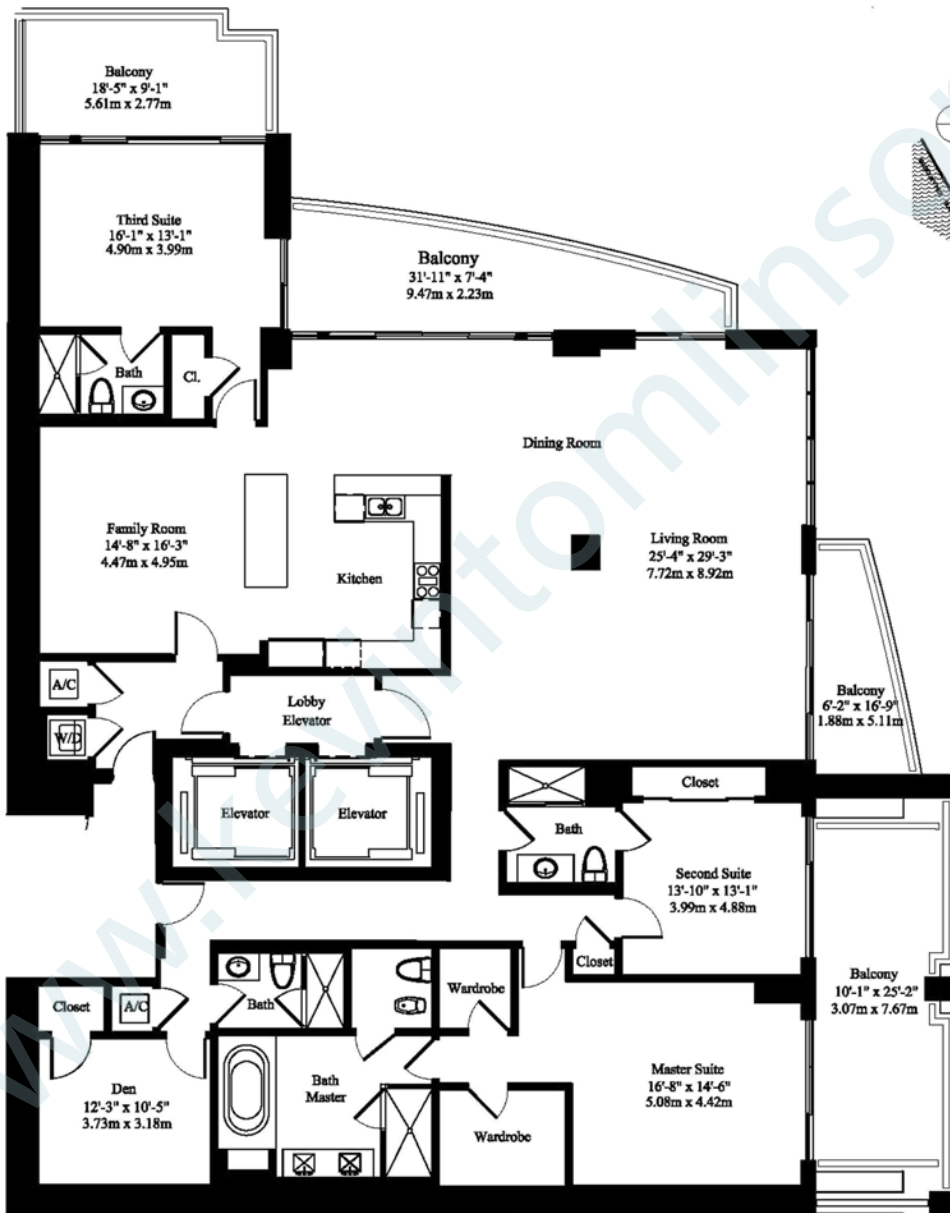 Balcony
18'-5" x 9'-1"
5.61m x 2.77m
Third Suite
16'-1" x 13'-1"
4.90m x 3.99m
Balcony
31'-11" x 7'-4"
9.47m x 2.23m
Bath
Cl.
Dining Room
Family Room
14'-8" x 16'-3"
4.47m x 4.95m
Kitchen
Living Room
25'-4" x 29'-3"
7.72m x 8.92m
A/C
W/D
Lobby
Elevator
Balcony
6'-2" x 16'-9"
1.88m x 5.11m
Elevator
Elevator
Closet
Bath
Second Suite
13'-10" x 13'-1"
3.99m x 4.88m
Closet
Balcony
10'-1" x 25'-2"
3.07m x 7.67m
Closet
A/C
Bath
Wardrobe
Den
12'-3" x 10'-5"
3.73m x 3.18m
Bath
Master
Wardrobe
Master Suite
16'-8" x 14'-6"
5.08m x 4.42m
www.kevintomlinson